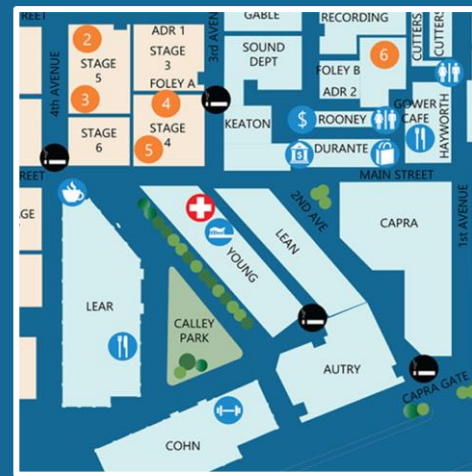 REET
GABLE
RECORDING
CUTTERS
CUTTERS
2
ADR 1
3rd AVEN
4th AVENUE
STAGE
5
STAGE
3
SOUND
DEPT
6
FOLEY A
FOLEY B
ADR 2
3
4
GOWER
CAFE
HAYWORTH
KEATON
$
ROONEY
STAGE
6
5
STAGE
4
$
DURANTE
REET
MAIN STREET
AGE
2ND AVE
CAPRA
1st AVENUE
YOUNG
LEAN
LEAR
CALLEY
PARK
AUTRY
CAPRA GATE
COHN